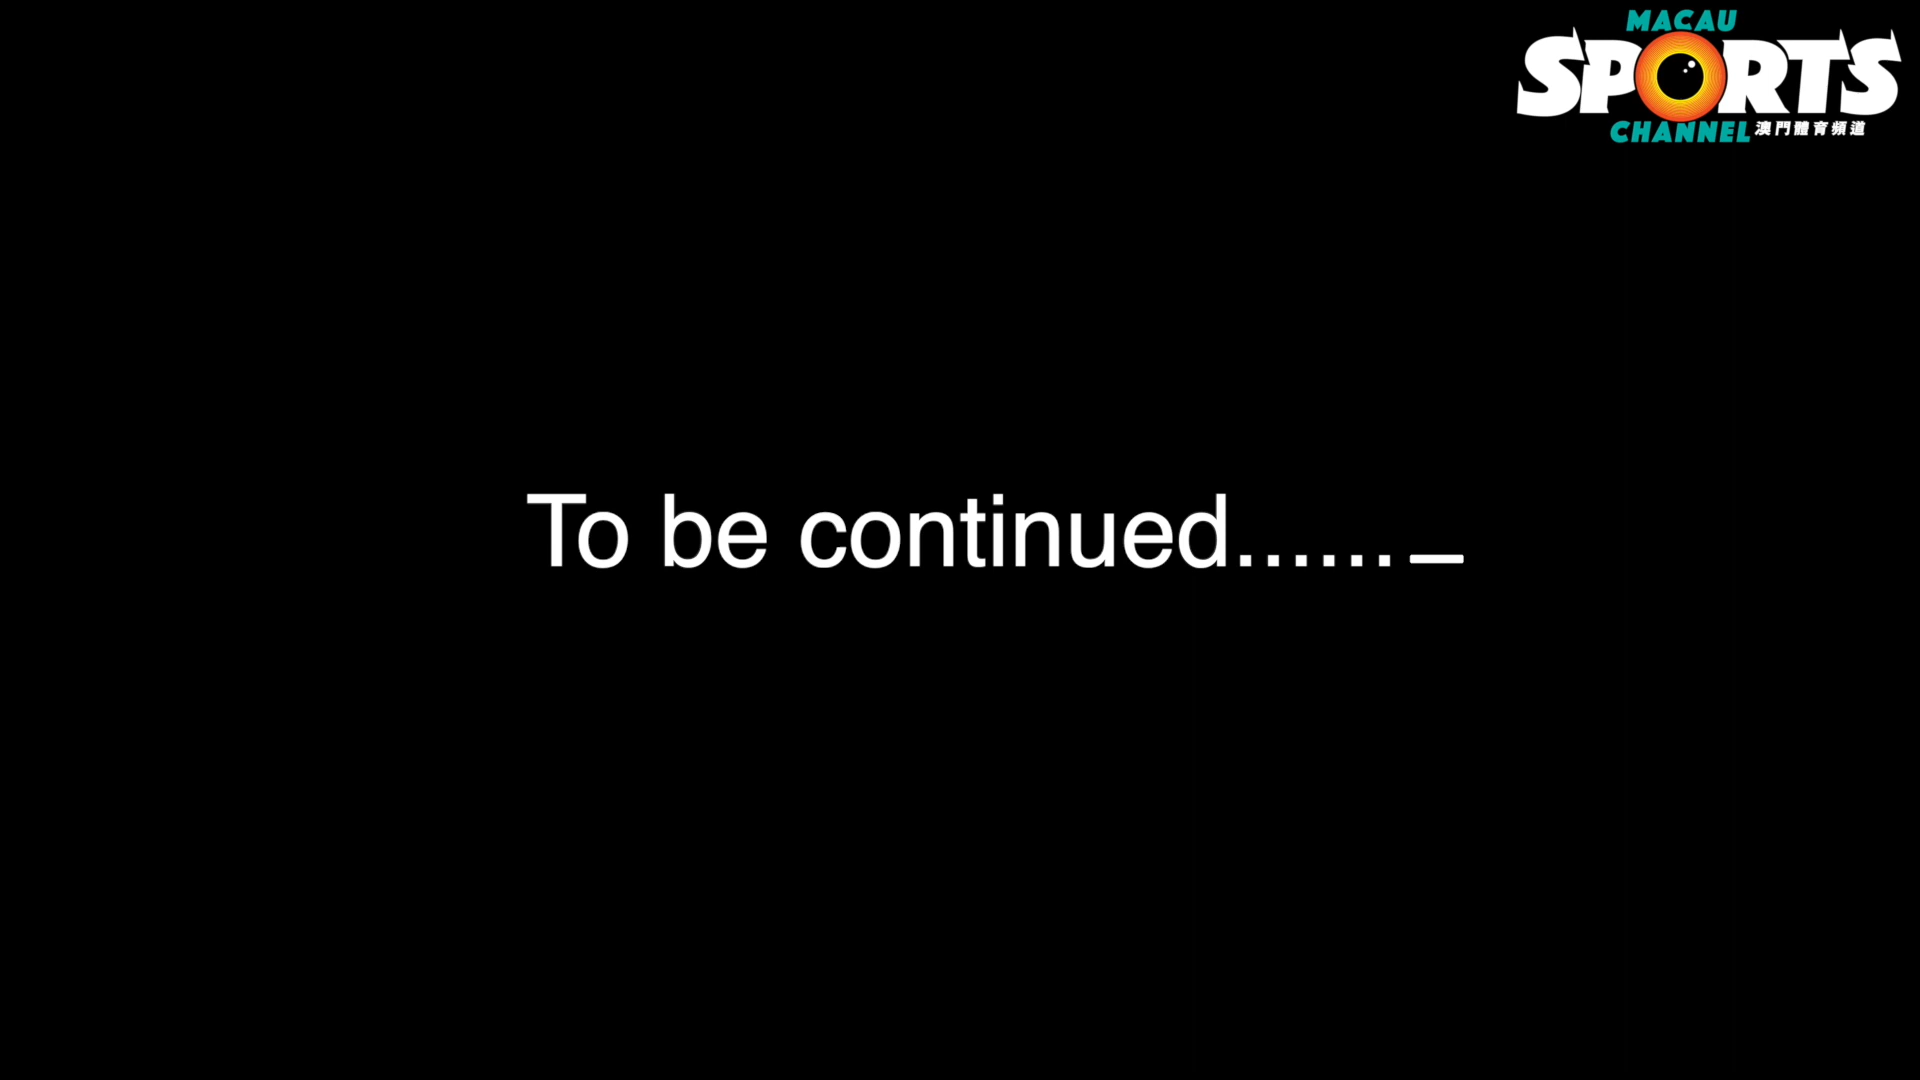 MACAU
SPORTS
CHANNEL 澳門體育頻道
To be continued......_